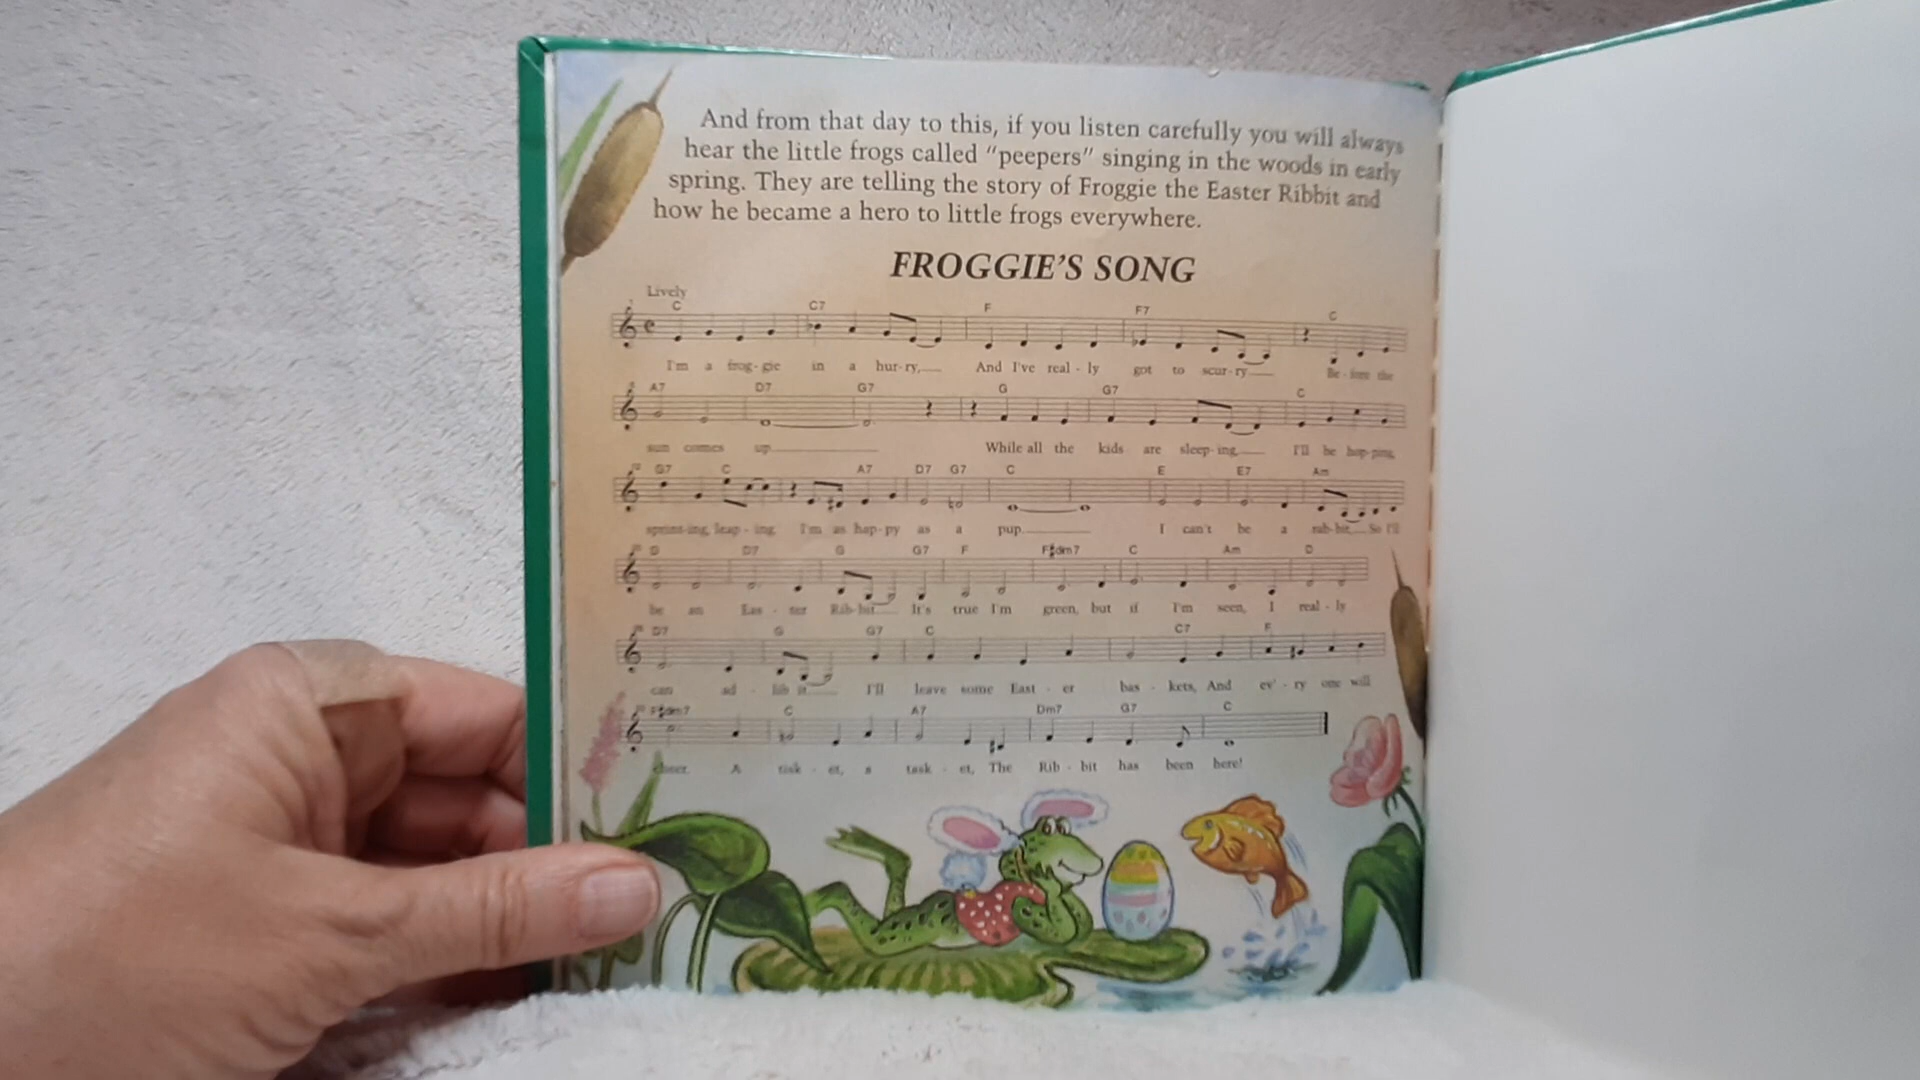 And from that day to this, if you listen carefully you will always
hear the little frogs called "peepers" singing in the woods in early
spring. They are telling the story of Froggie the Easter Ribbit and
how he became a hero to little frogs everywhere.
FROGGIE'S SONG
Lively
C C7 F F7 C
I'm a frog-gie in a hur-ry, And I've real-ly got to scur-ry Be-fore the
A7 D7 G7 G G7 C
sun comes up While all the kids are sleep-ing, I'll be hop-ping,
G7 C A7 D7 G7 C E E7 Am
sprint-ing, leap-ing, I'm as hap-py as a pup. I can't be a rab-bit, So I'll
D D7 G G7 F F#dim7 C Am D
be an Eas-ter Rib-bit It's true I'm green, but if I'm seen, I real-ly
D7 G G7 C C7 F
can ad-lib it I'll leave some East-er bas-kets, And ev'-ry one will
F#dim7 C A7 Dm7 G7 C
cheer. A tisk-et, a task-et, The Rib-bit has been here!